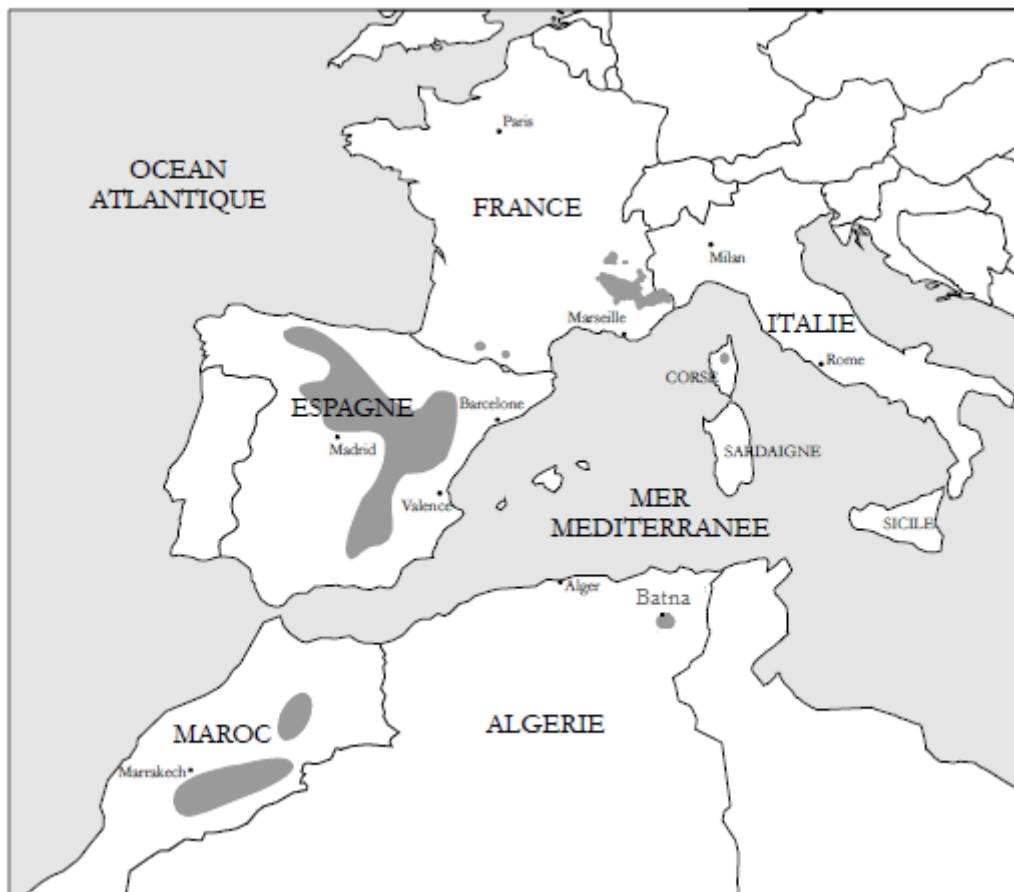 Paris
OCEAN
ATLANTIQUE
FRANCE
Milan
Marseille
ITALIE
Rome
CORSE
ESPAGNE
Barcelone
Madrid
SARDAIGNE
Valence
MER
MEDITERRANEE
SICILE
Alger
Batna
MAROC
ALGERIE
Marrakech